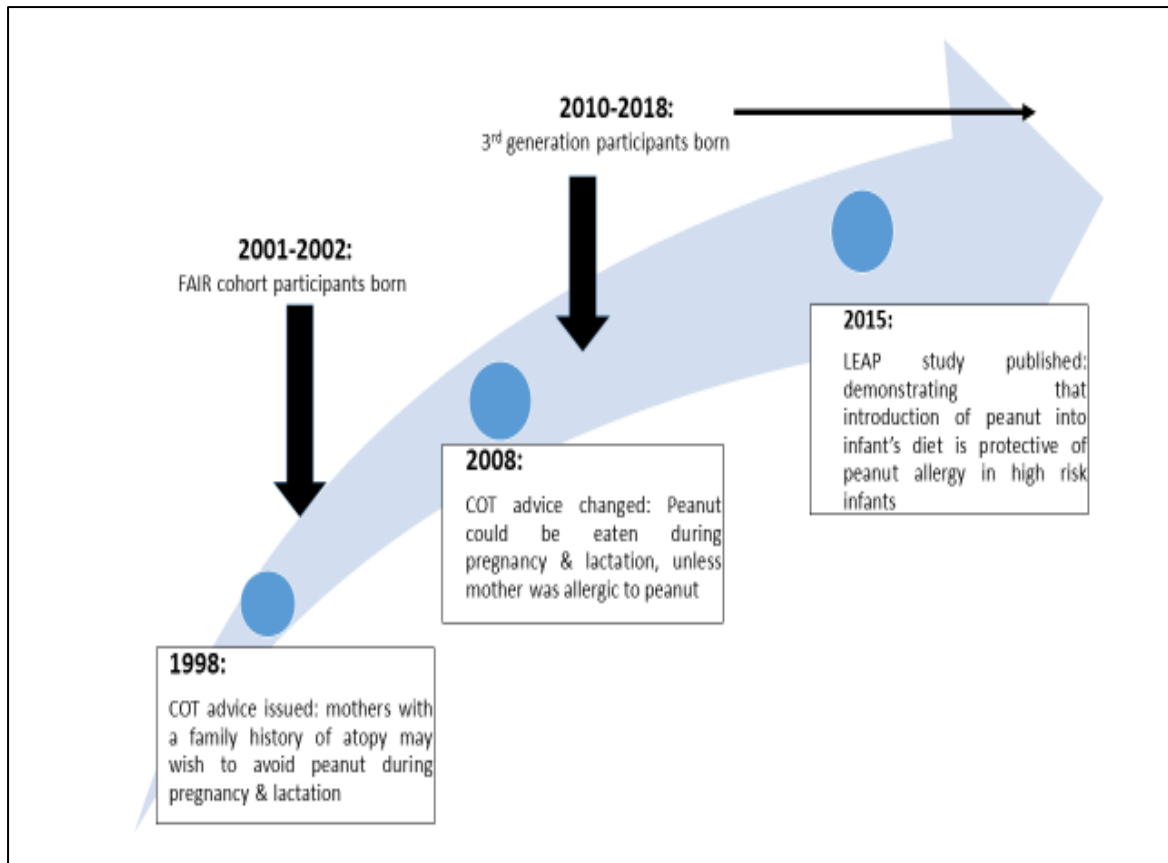 2010-2018:
3rd generation participants born
2001-2002:
FAIR cohort participants born
2015:
LEAP study published:
demonstrating that
introduction of peanut into
infant's diet is protective of
peanut allergy in high risk
infants
2008:
COT advice changed: Peanut
could be eaten during
pregnancy & lactation, unless
mother was allergic to peanut
1998:
COT advice issued: mothers with
a family history of atopy may
wish to avoid peanut during
pregnancy & lactation